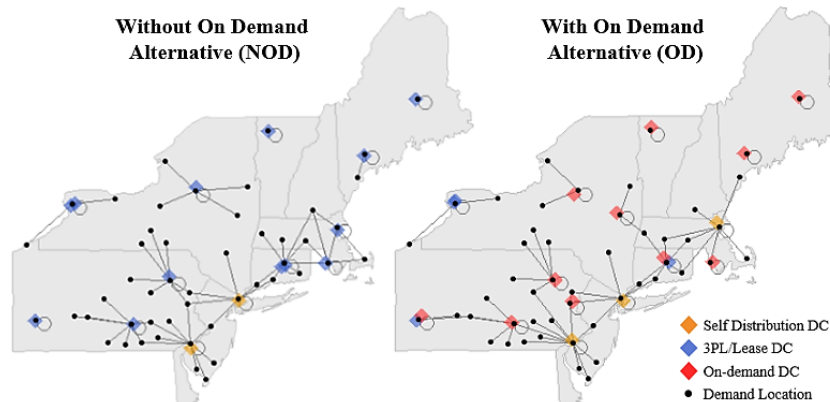 Without On Demand
Alternative (NOD)
With On Demand
Alternative (OD)
Self Distribution DC
3PL/Lease DC
On-demand DC
Demand Location